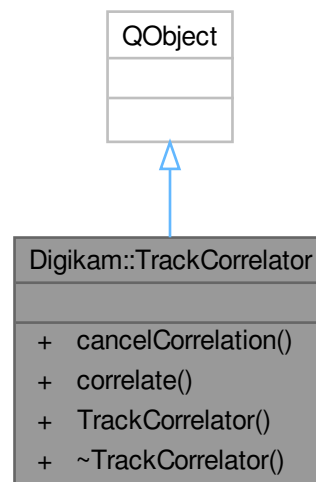 QObject
Digikam::TrackCorrelator
+ cancelCorrelation()
+ correlate()
+ TrackCorrelator()
+ ~TrackCorrelator()